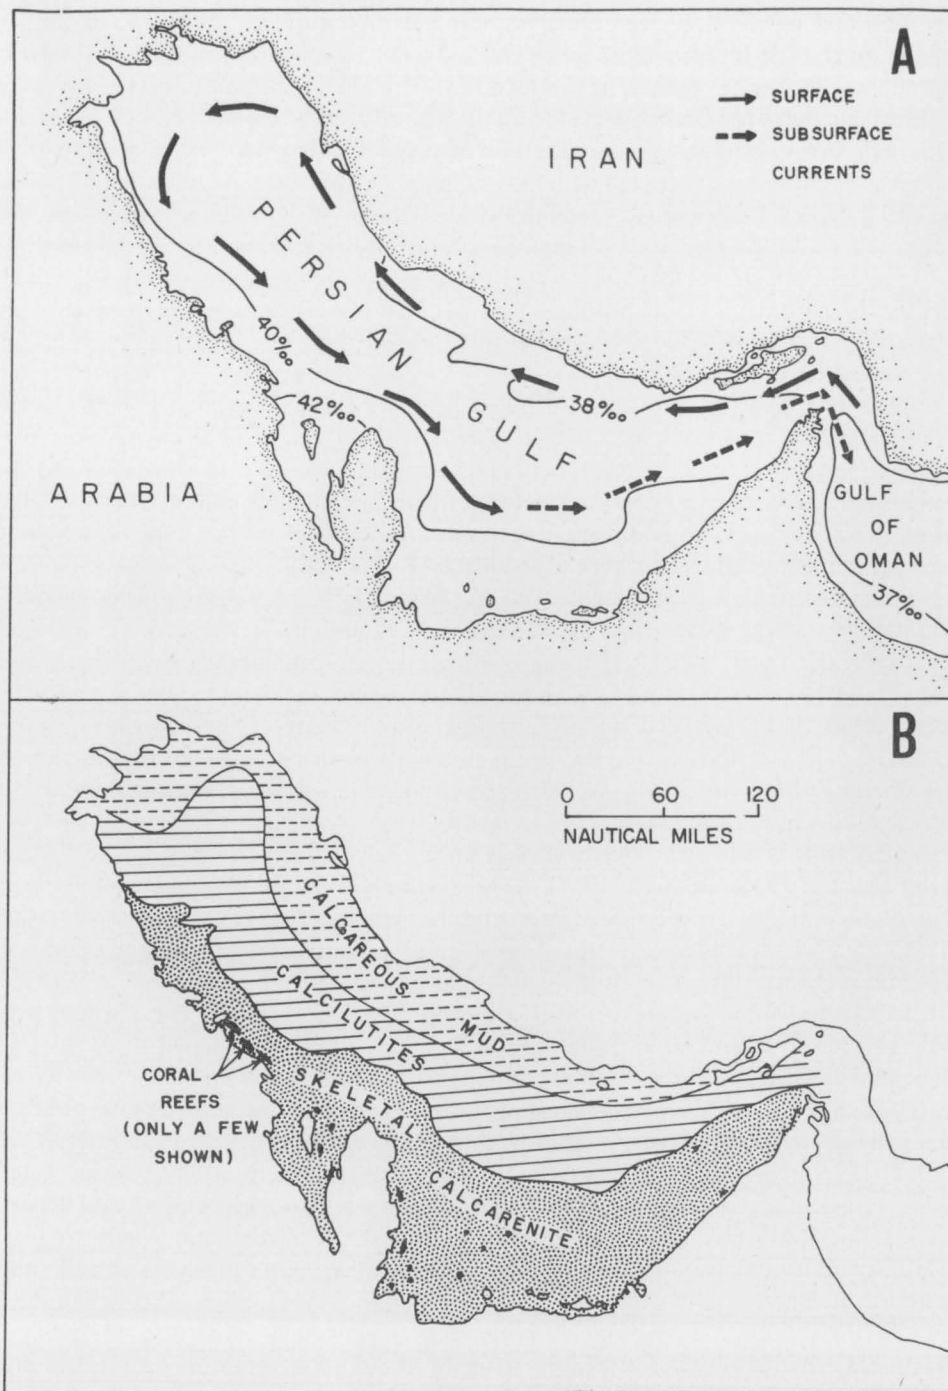 A
SURFACE
SUBSURFACE
CURRENTS
IRAN
PERSIAN
GULF
40‰
42‰
38‰
ARABIA
GULF
OF
OMAN
37‰
B
0 60 120
NAUTICAL MILES
CALCAREOUS
MUD
CALCILUTITES
CORAL
REEFS
(ONLY A FEW
SHOWN)
SKELETAL
CALCARENITE